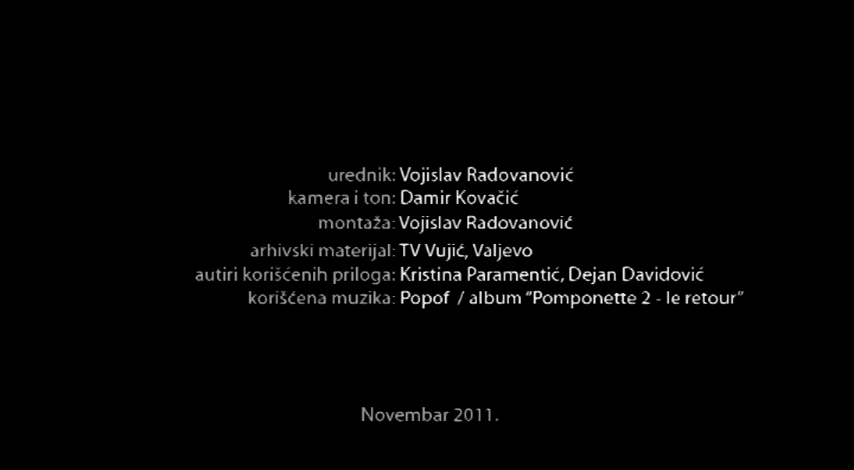 urednik: Vojislav Radovanović
kamera i ton: Damir Kovačić
montaža: Vojislav Radovanović
arhivski materijal: TV Vujić, Valjevo
autiri korišćenih priloga: Kristina Paramentić, Dejan Davidović
korišćena muzika: Popof / album “Pomponette 2 - le retour”
Novembar 2011.